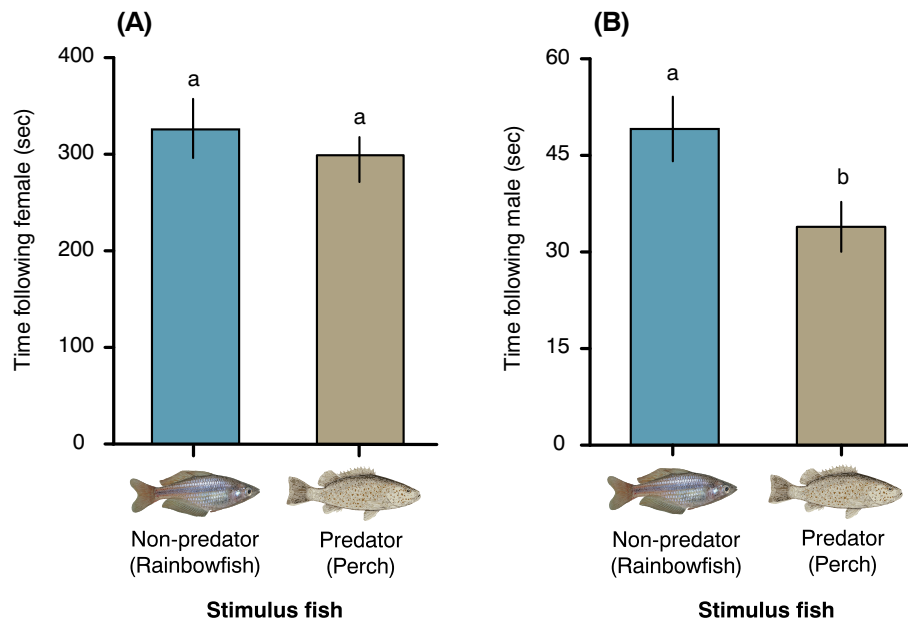 (A)
400
300
200
100
0
Time following female (sec)
a
a
Non-predator
(Rainbowfish)
Predator
(Perch)
Stimulus fish
(B)
60
45
30
15
0
Time following male (sec)
a
b
Non-predator
(Rainbowfish)
Predator
(Perch)
Stimulus fish